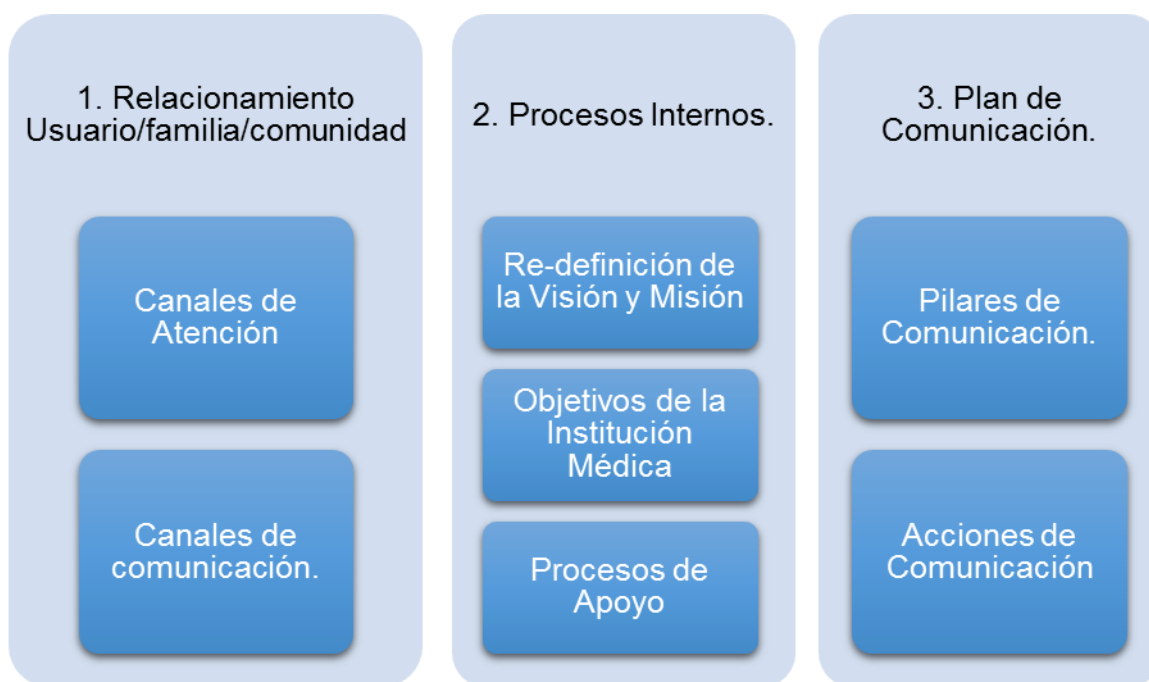 1. Relacionamiento
Usuario/familia/comunidad
Canales de
Atención
Canales de
comunicación.
2. Procesos Internos.
Re-definición de
la Visión y Misión
Objetivos de la
Institución
Médica
Procesos de
Apoyo
3. Plan de
Comunicación.
Pilares de
Comunicación.
Acciones de
Comunicación